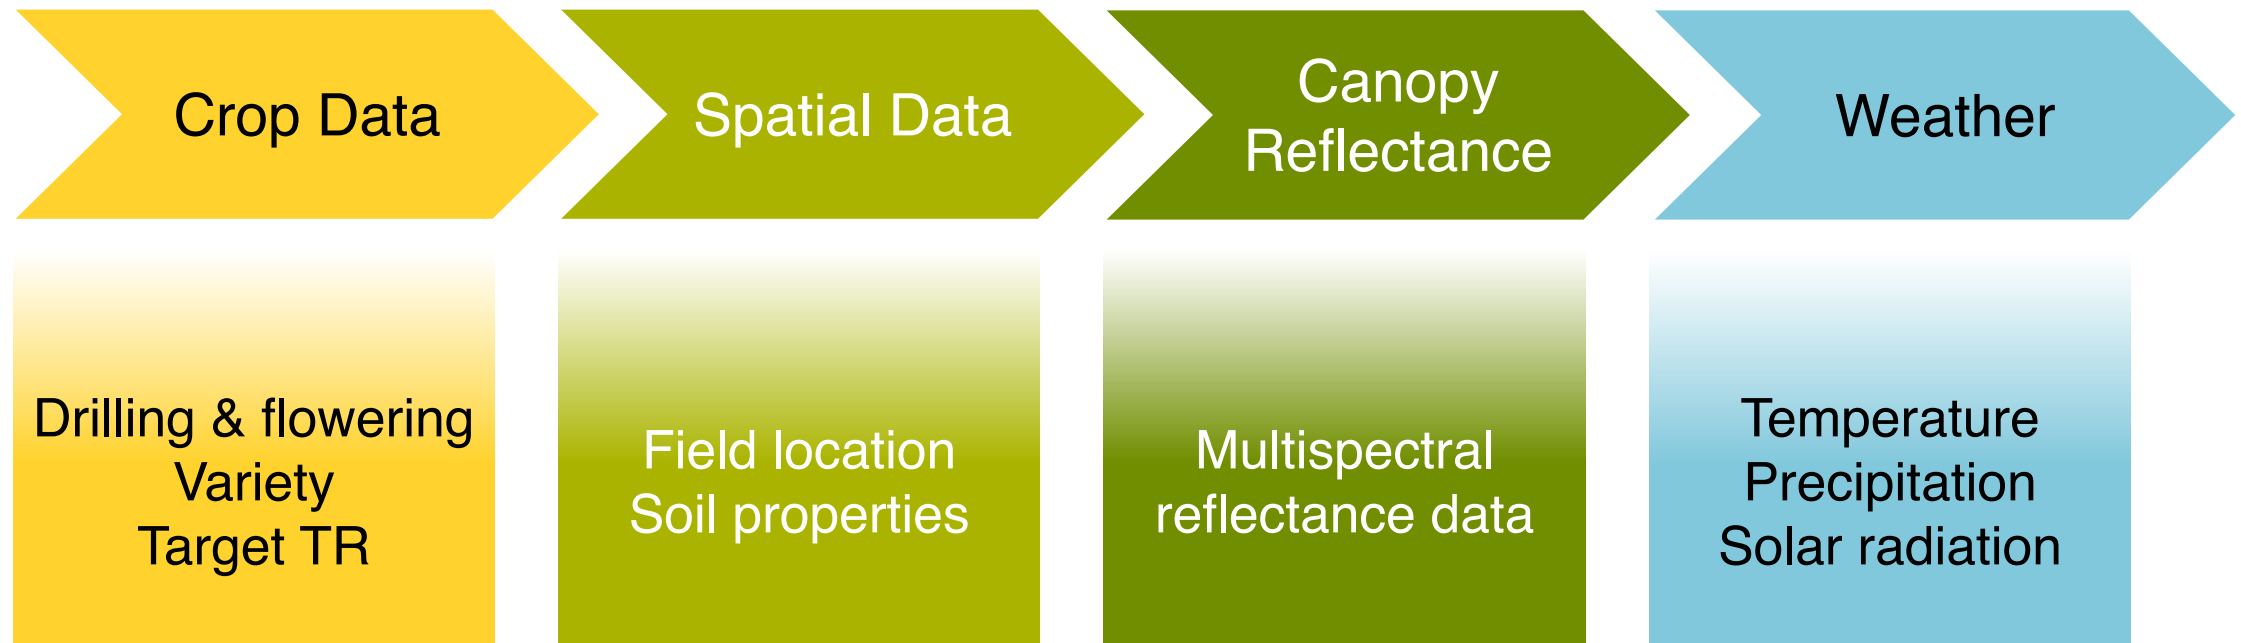 Crop Data
Spatial Data
Canopy
Reflectance
Weather
Drilling & flowering
Variety
Target TR
Field location
Soil properties
Multispectral
reflectance data
Temperature
Precipitation
Solar radiation